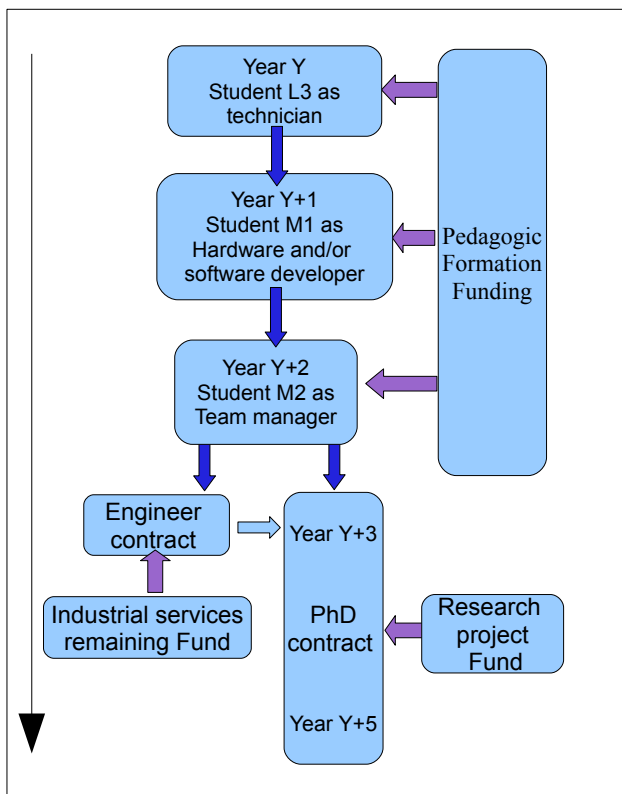 Year Y
Student L3 as
technician
Year Y+1
Student M1 as
Hardware and/or
software developer
Pedagogic
Formation
Funding
Year Y+2
Student M2 as
Team manager
Engineer
contract
Year Y+3
Industrial services
remaining Fund
PhD
contract
Research
project
Fund
Year Y+5